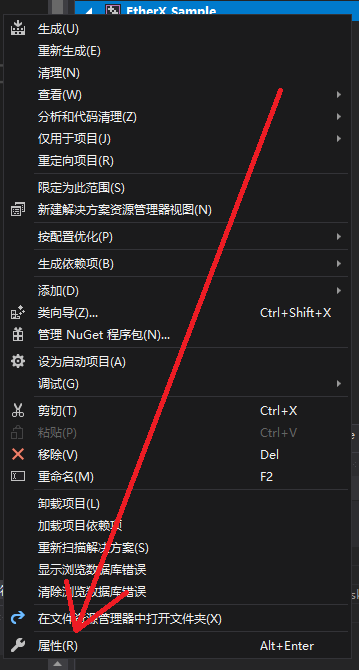 EtherX_Sample
生成(U)
重新生成(E)
清理(N)
查看(W)
分析和代码清理(Z)
仅用于项目(J)
重定向项目(R)
限定为此范围(S)
新建解决方案资源管理器视图(N)
按配置优化(P)
生成依赖项(B)
添加(D)
类向导(Z)... Ctrl+Shift+X
管理 NuGet 程序包(N)...
设为启动项目(A)
调试(G)
剪切(T) Ctrl+X
粘贴(P) Ctrl+V
移除(V) Del
重命名(M) F2
卸载项目(L)
加载项目依赖项
重新扫描解决方案(S)
显示浏览数据库错误
清除浏览数据库错误
在文件资源管理器中打开文件夹(X)
属性(R) Alt+Enter